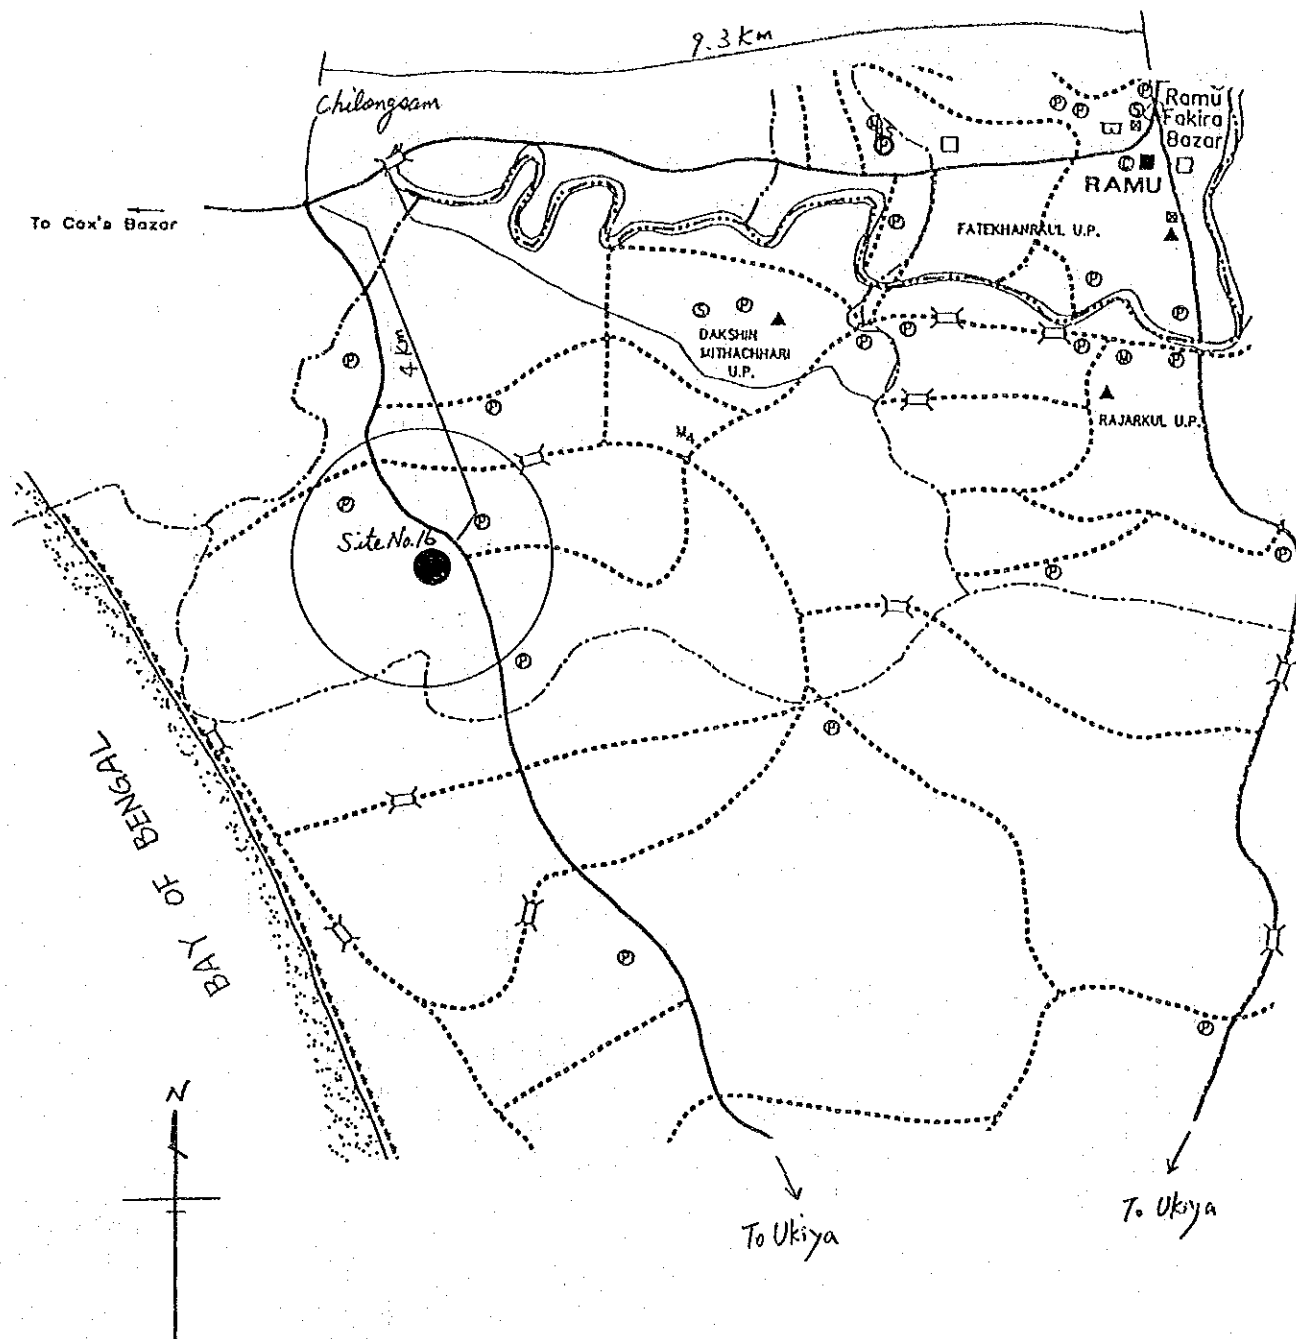 9.3 Km
Chilongsam
Ramu
Fakira
Bazar
RAMU
To Cox's Bazar
FATEKHANRKUL U.P.
4 Km
DAKSHIN
MITHACHHARI
U.P.
RAJARKUL U.P.
Site No.16
BAY OF BENGAL
N
To Ukiya
To Ukiya